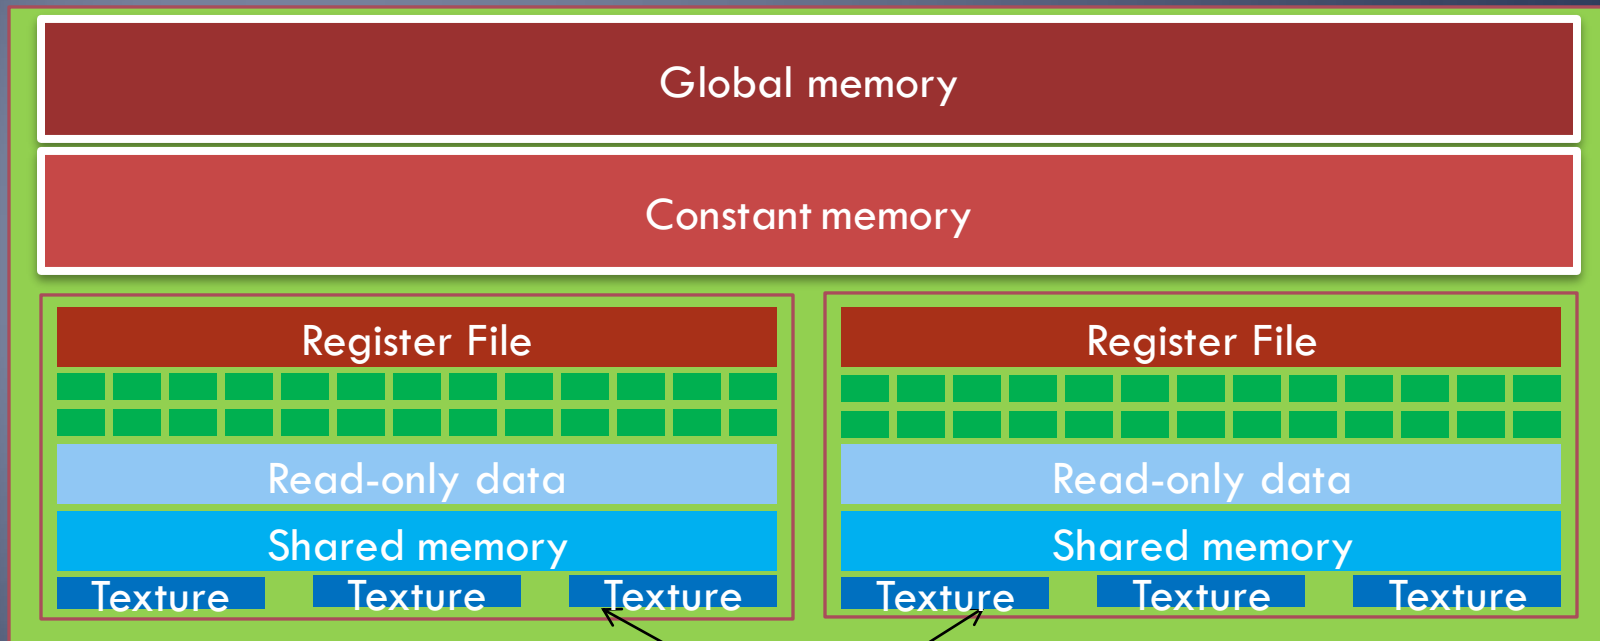 Global memory
Constant memory
Register File
Register File
Read-only data
Read-only data
Shared memory
Shared memory
Texture Texture Texture
Texture Texture Texture